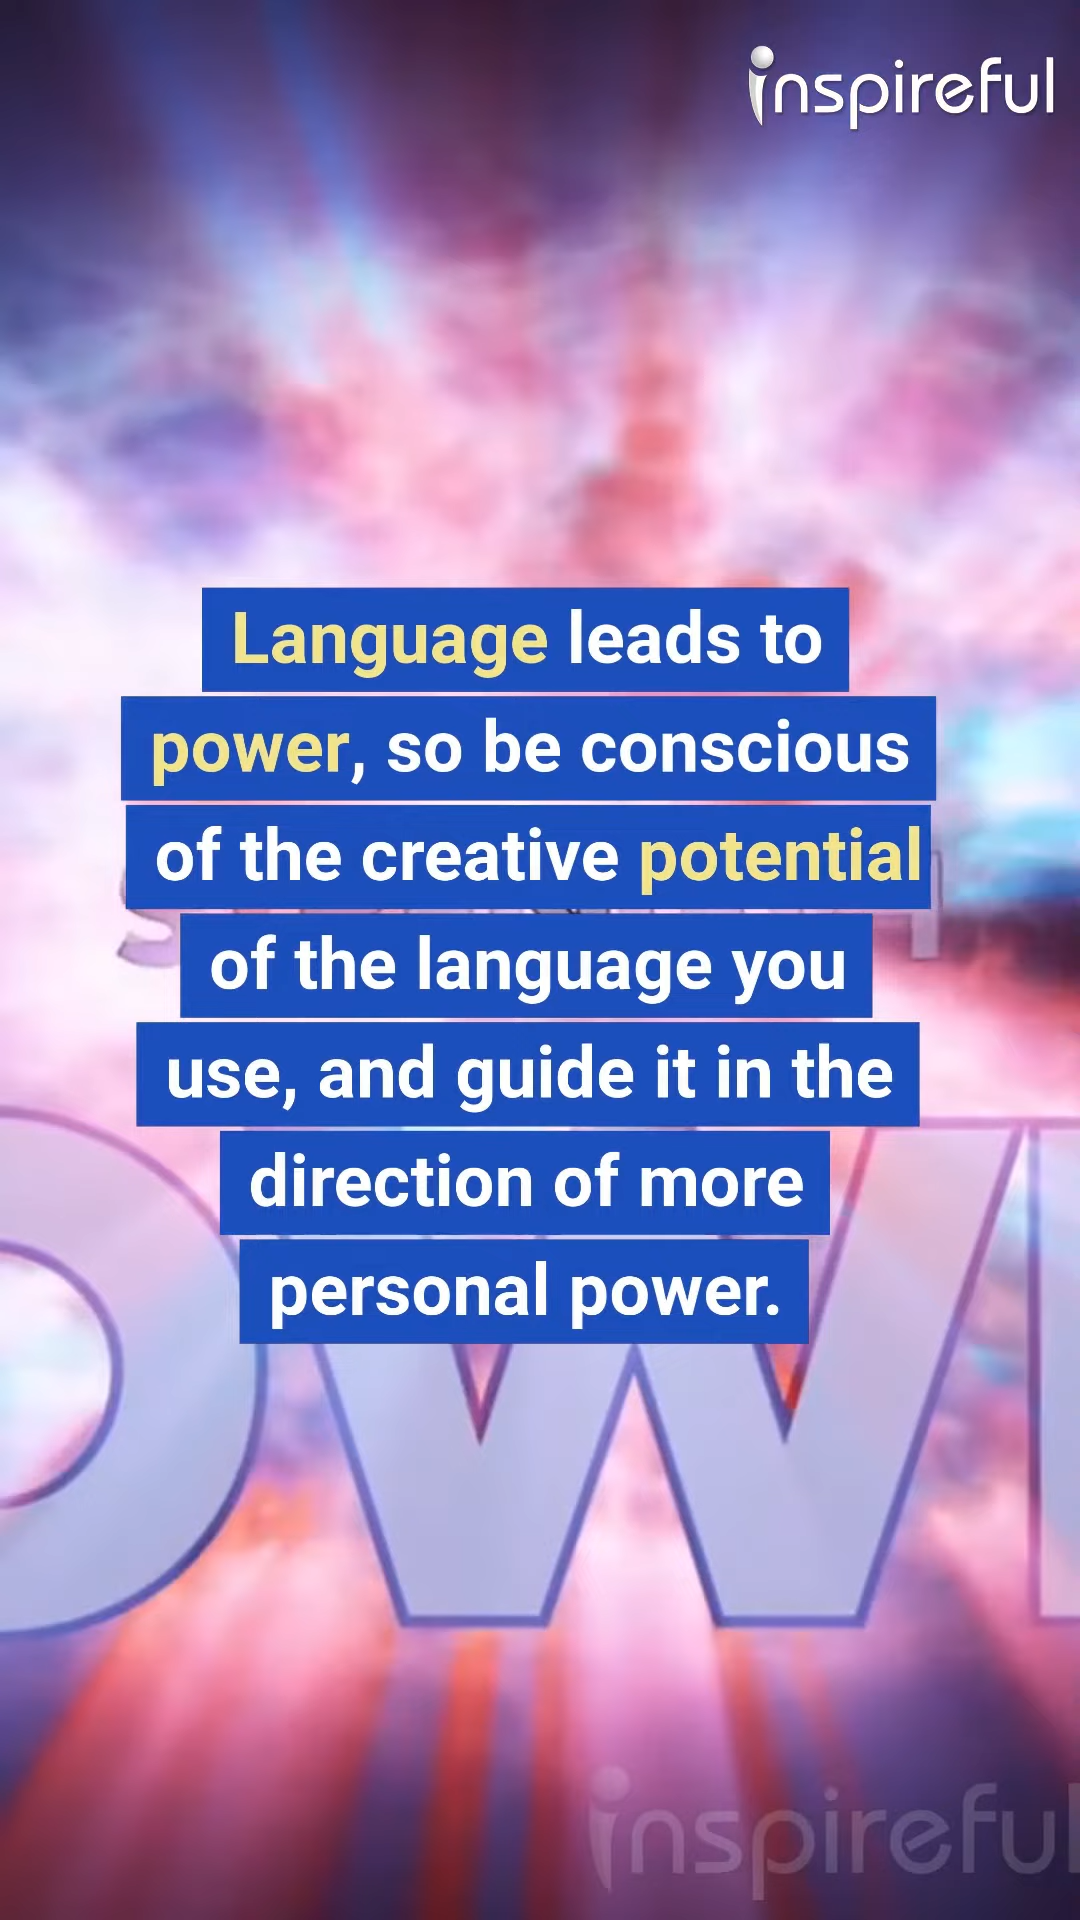 inspireful
Language leads to
power, so be conscious
of the creative potential
of the language you
use, and guide it in the
direction of more
personal power.
inspireful